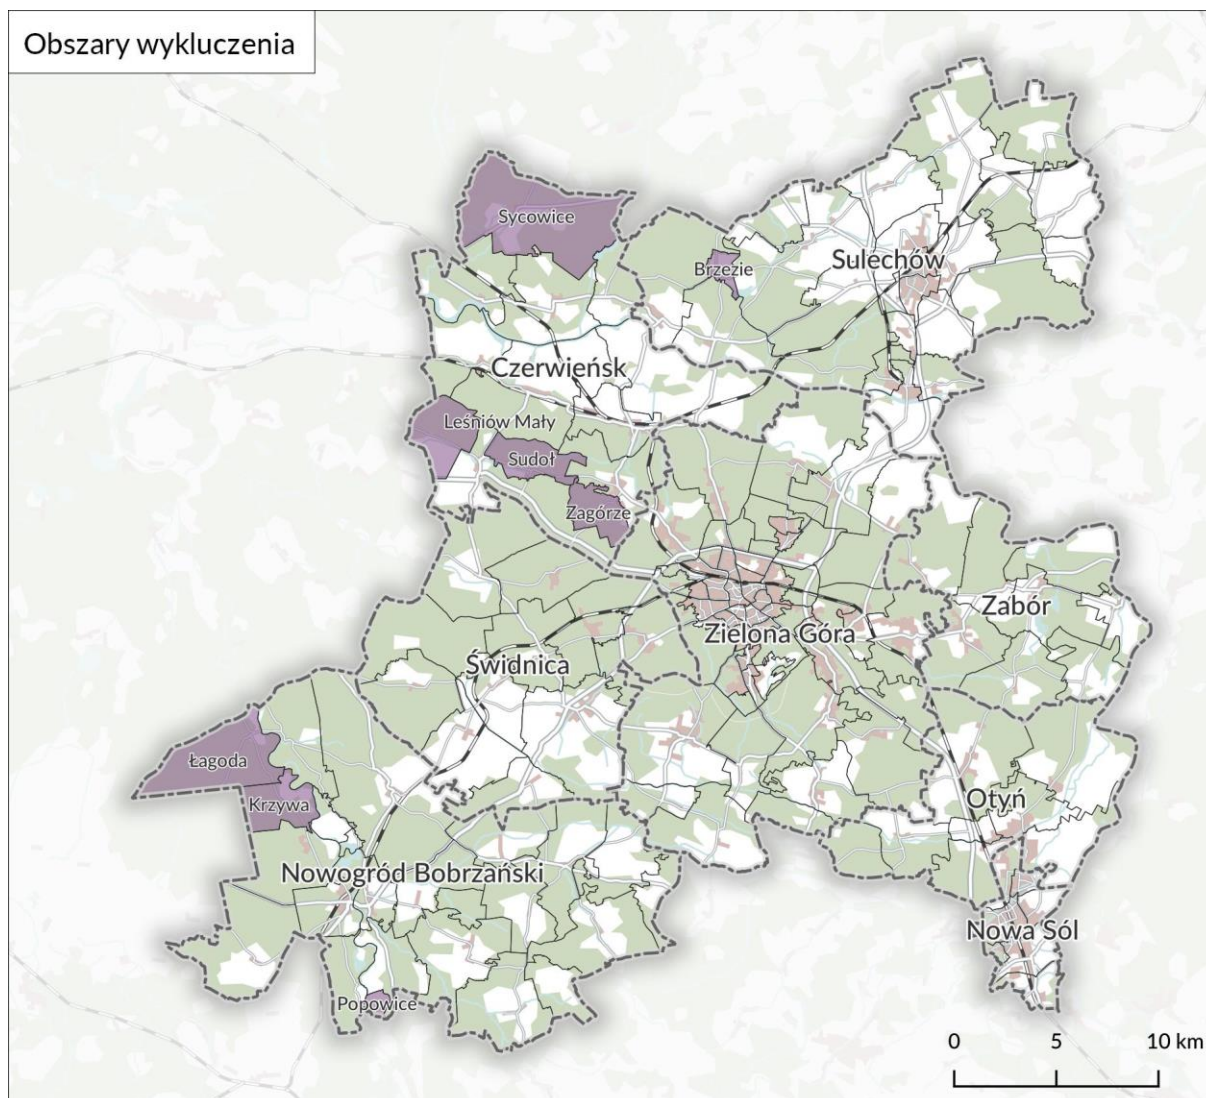 Obszary wykluczenia
Sycowice
Brzezie
Sulechów
Czerwieńsk
Leśniów Mały
Sudoł
Zagórze
Zabór
Zielona Góra
Świdnica
Łagoda
Krzywa
Otyń
Nowogród Bobrzański
Nowa Sól
Popowice
0 5 10 km